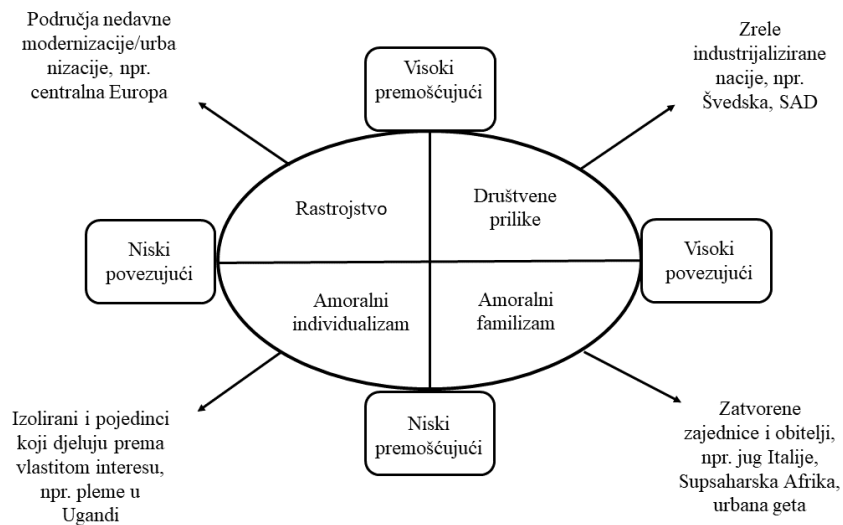 Područja nedavne
modernizacije/urba
nizacije, npr.
centralna Europa
Visoki
premošćujući
Zrele
industrijalizirane
nacije, npr.
Švedska, SAD
Rastrojstvo
Društvene
prilike
Niski
povezujući
Visoki
povezujući
Amoralni
individualizam
Amoralni
familizam
Izolirani i pojedinci
koji djeluju prema
vlastitom interesu,
npr. pleme u
Ugandi
Niski
premošćujući
Zatvorene
zajednice i obitelji,
npr. jug Italije,
Supsaharska Afrika,
urbana geta